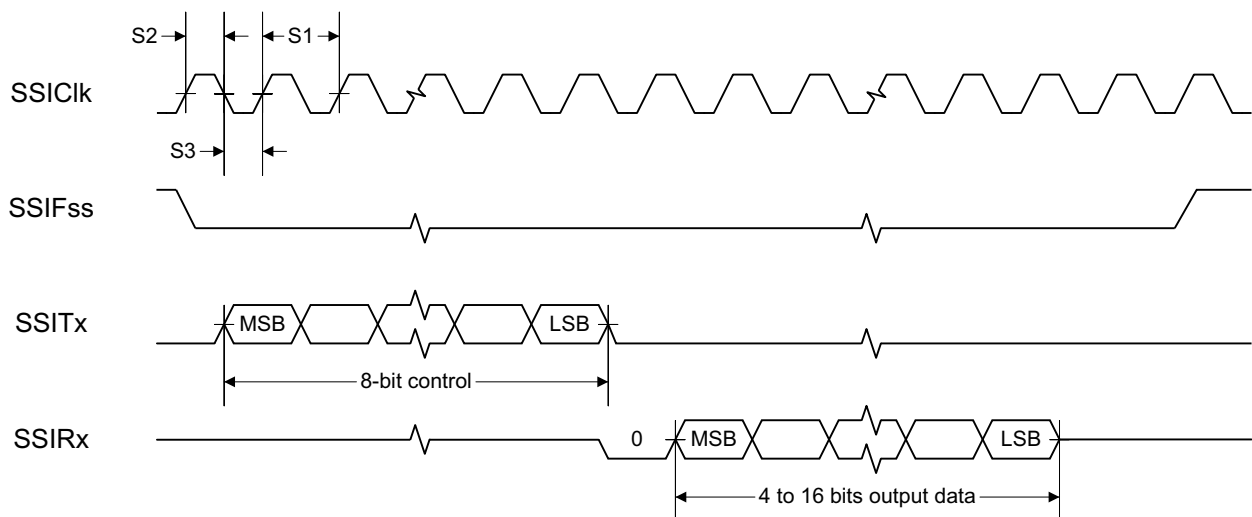 S2
S1
SSIClk
S3
SSIFss
SSITx
MSB
LSB
8-bit control
SSIRx
0
MSB
LSB
4 to 16 bits output data